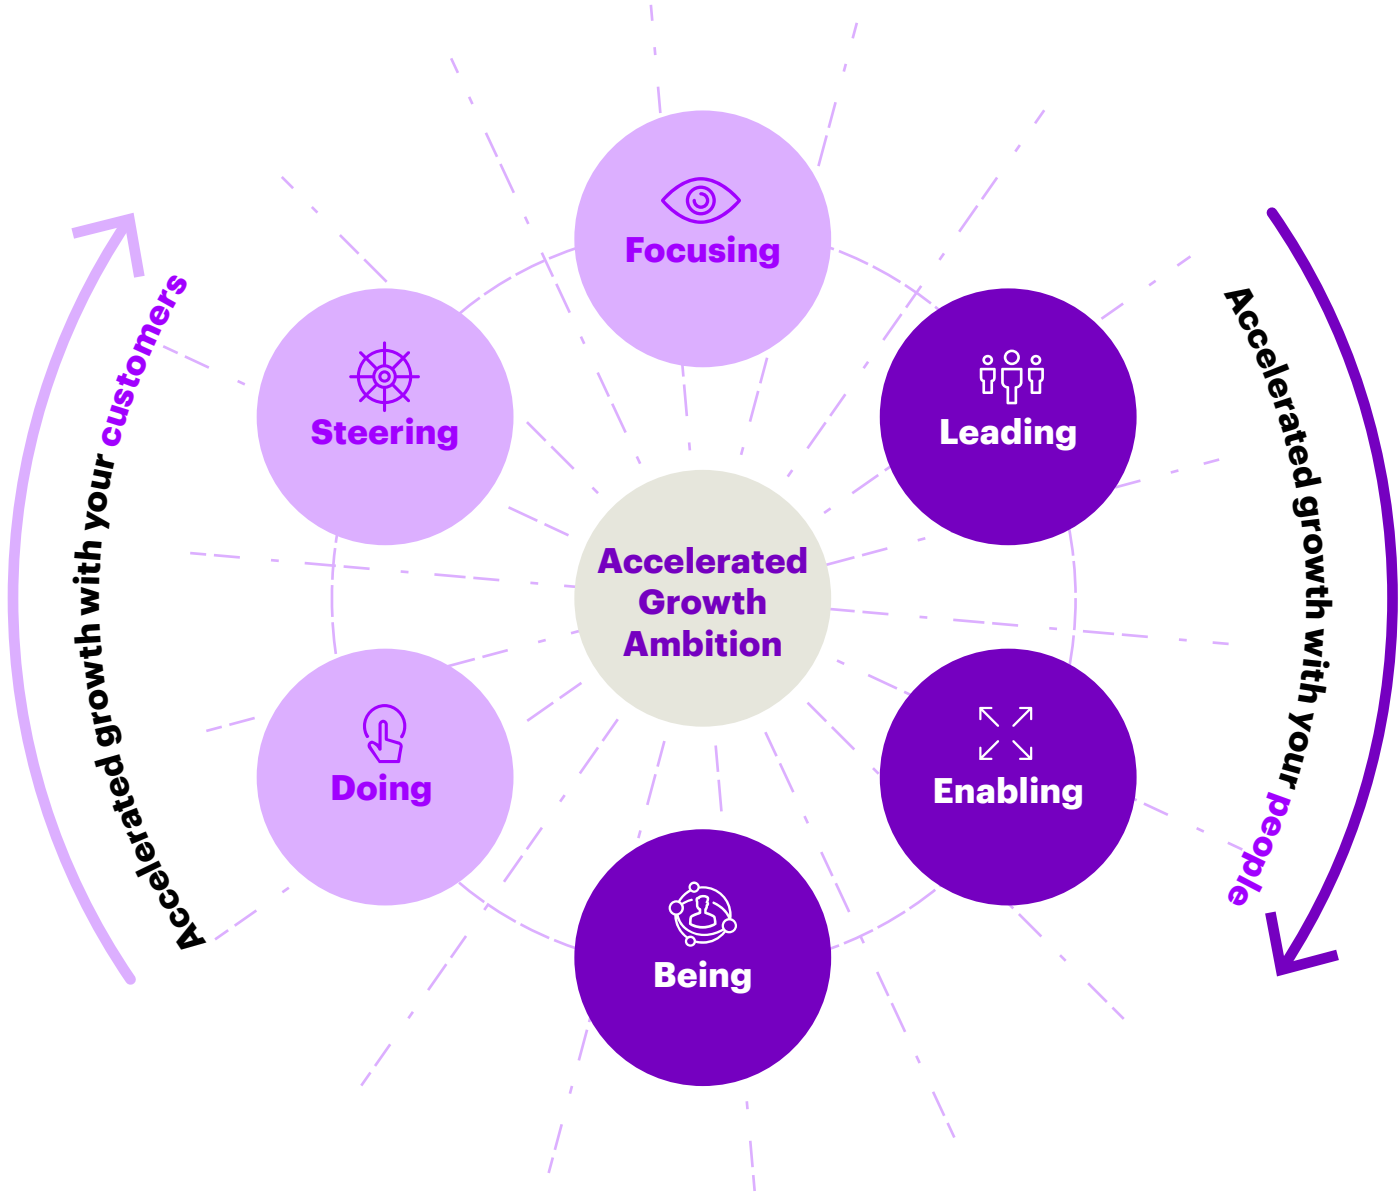 Focusing
Steering
Leading
Accelerated
Growth
Ambition
Doing
Enabling
Being
Accelerated growth with your customers
Accelerated growth with your people